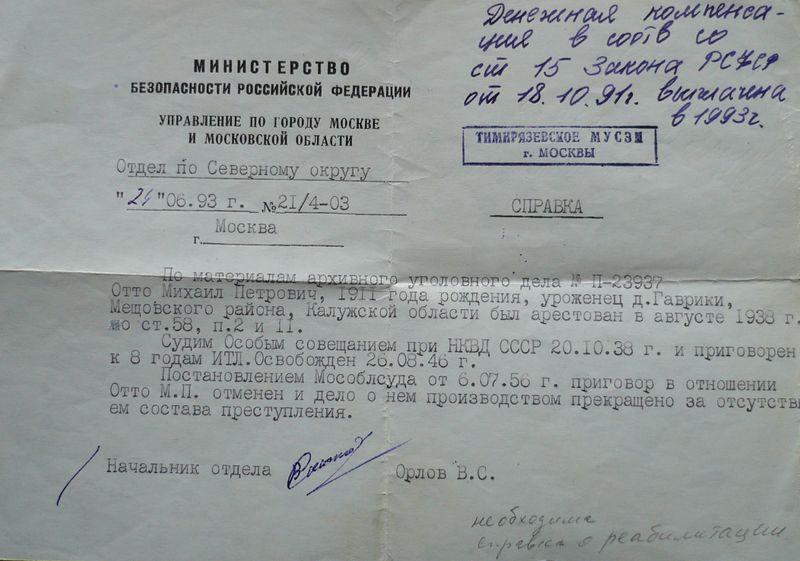 Денежная компенса-
ция в соотв со
ст 15 Закона РСФСР
от 18.10.91г. выплачена
в 1993г.
ТИМИРЯЗЕВСКОЕ МУСЗН
г. МОСКВЫ
МИНИСТЕРСТВО
БЕЗОПАСНОСТИ РОССИЙСКОЙ ФЕДЕРАЦИИ
УПРАВЛЕНИЕ ПО ГОРОДУ МОСКВЕ
И МОСКОВСКОЙ ОБЛАСТИ
Отдел по Северному округу
"24"06.93 г. №21/4-03
г. Москва
СПРАВКА
По материалам архивного уголовного дела № П-23937
Отто Михаил Петрович, 1911 года рождения, уроженец д.Гаврики,
Мещовского района, Калужской области был арестован в августе 1938 г.
по ст.58, п.2 и II.
Судим Особым совещанием при НКВД СССР 20.10.38 г. и приговорен
к 8 годам ИТЛ.Освобожден 26.08.46 г.
Постановлением Мособлсуда от 6.07.56 г. приговор в отношении
Отто М.П. отменен и дело о нем производством прекращено за отсутстви
ем состава преступления.
Начальник отдела Орлов В.С.
необходима
справка о реабилитации